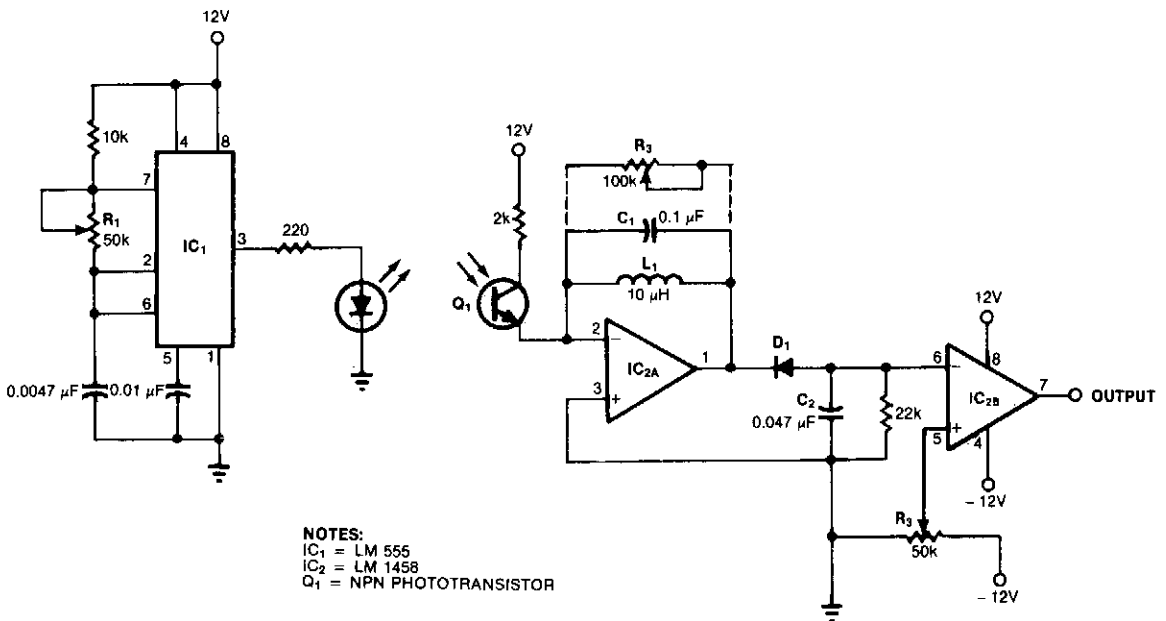 12V
10k
4
8
7
R1
50k
IC1
3
220
2
6
5
1
0.0047 µF
0.01 µF
12V
2k
Q1
R3
100k
C1
0.1 µF
L1
10 µH
2
−
IC2A
1
3
+
D1
C2
0.047 µF
22k
12V
6
−
8
IC2B
7
OUTPUT
5
+
4
− 12V
R3
50k
− 12V
NOTES:
IC1 = LM 555
IC2 = LM 1458
Q1 = NPN PHOTOTRANSISTOR